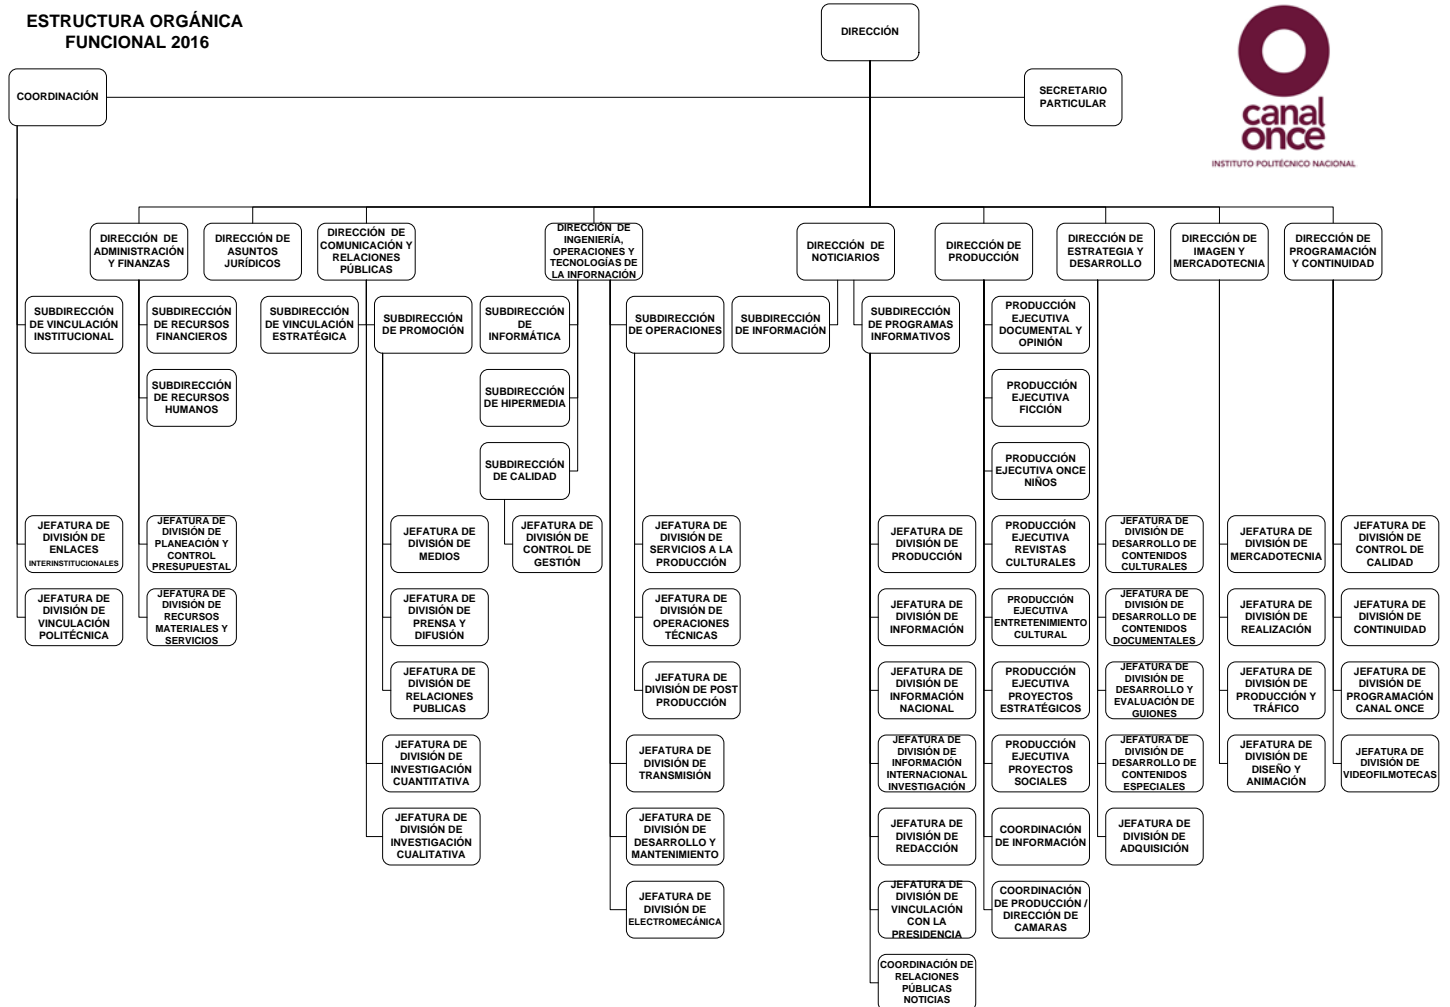 ESTRUCTURA ORGÁNICA
FUNCIONAL 2016
DIRECCIÓN
COORDINACIÓN
SECRETARIO
PARTICULAR
canal
once
INSTITUTO POLITÉCNICO NACIONAL
DIRECCIÓN DE
ADMINISTRACIÓN
Y FINANZAS
DIRECCIÓN DE
ASUNTOS
JURÍDICOS
DIRECCIÓN DE
COMUNICACIÓN Y
RELACIONES
PÚBLICAS
DIRECCIÓN DE
INGENIERÍA,
OPERACIONES Y
TECNOLOGÍAS DE
LA INFORNACIÓN
DIRECCIÓN DE
NOTICIARIOS
DIRECCIÓN DE
PRODUCCIÓN
DIRECCIÓN DE
ESTRATEGIA Y
DESARROLLO
DIRECCIÓN DE
IMAGEN Y
MERCADOTECNIA
DIRECCIÓN DE
PROGRAMACIÓN
Y CONTINUIDAD
SUBDIRECCIÓN
DE VINCULACIÓN
INSTITUCIONAL
SUBDIRECCIÓN
DE RECURSOS
FINANCIEROS
SUBDIRECCIÓN
DE VINCULACIÓN
ESTRATÉGICA
SUBDIRECCIÓN
DE PROMOCIÓN
SUBDIRECCIÓN
DE
INFORMÁTICA
SUBDIRECCIÓN
DE OPERACIONES
SUBDIRECCIÓN
DE INFORMACIÓN
SUBDIRECCIÓN
DE PROGRAMAS
INFORMATIVOS
PRODUCCIÓN
EJECUTIVA
DOCUMENTAL Y
OPINIÓN
SUBDIRECCIÓN
DE RECURSOS
HUMANOS
SUBDIRECCIÓN
DE HIPERMEDIA
PRODUCCIÓN
EJECUTIVA
FICCIÓN
SUBDIRECCIÓN
DE CALIDAD
PRODUCCIÓN
EJECUTIVA ONCE
NIÑOS
JEFATURA DE
DIVISIÓN DE
ENLACES
INTERINSTITUCIONALES
JEFATURA DE
DIVISIÓN DE
PLANEACIÓN Y
CONTROL
PRESUPUESTAL
JEFATURA DE
DIVISIÓN DE
MEDIOS
JEFATURA DE
DIVISIÓN DE
CONTROL DE
GESTIÓN
JEFATURA DE
DIVISIÓN DE
SERVICIOS A LA
PRODUCCIÓN
JEFATURA DE
DIVISIÓN DE
PRODUCCIÓN
PRODUCCIÓN
EJECUTIVA
REVISTAS
CULTURALES
JEFATURA DE
DIVISIÓN DE
DESARROLLO DE
CONTENIDOS
CULTURALES
JEFATURA DE
DIVISIÓN DE
MERCADOTECNIA
JEFATURA DE
DIVISIÓN DE
CONTROL DE
CALIDAD
JEFATURA DE
DIVISIÓN DE
VINCULACIÓN
POLITÉCNICA
JEFATURA DE
DIVISIÓN DE
RECURSOS
MATERIALES Y
SERVICIOS
JEFATURA DE
DIVISIÓN DE
PRENSA Y
DIFUSIÓN
JEFATURA DE
DIVISIÓN DE
OPERACIONES
TÉCNICAS
JEFATURA DE
DIVISIÓN DE
INFORMACIÓN
PRODUCCIÓN
EJECUTIVA
ENTRETENIMIENTO
CULTURAL
JEFATURA DE
DIVISIÓN DE
DESARROLLO DE
CONTENIDOS
DOCUMENTALES
JEFATURA DE
DIVISIÓN DE
REALIZACIÓN
JEFATURA DE
DIVISIÓN DE
CONTINUIDAD
JEFATURA DE
DIVISIÓN DE
RELACIONES
PUBLICAS
JEFATURA DE
DIVISIÓN DE POST
PRODUCCIÓN
JEFATURA DE
DIVISIÓN DE
INFORMACIÓN
NACIONAL
PRODUCCIÓN
EJECUTIVA
PROYECTOS
ESTRATÉGICOS
JEFATURA DE
DIVISIÓN DE
DESARROLLO Y
EVALUACIÓN DE
GUIONES
JEFATURA DE
DIVISIÓN DE
PRODUCCIÓN Y
TRÁFICO
JEFATURA DE
DIVISIÓN DE
PROGRAMACIÓN
CANAL ONCE
JEFATURA DE
DIVISIÓN DE
INVESTIGACIÓN
CUANTITATIVA
JEFATURA DE
DIVISIÓN DE
TRANSMISIÓN
JEFATURA DE
DIVISIÓN DE
INFORMACIÓN
INTERNACIONAL
INVESTIGACIÓN
PRODUCCIÓN
EJECUTIVA
PROYECTOS
SOCIALES
JEFATURA DE
DIVISIÓN DE
DESARROLLO DE
CONTENIDOS
ESPECIALES
JEFATURA DE
DIVISIÓN DE
DISEÑO Y
ANIMACIÓN
JEFATURA DE
DIVISIÓN DE
VIDEOFILMOTECAS
JEFATURA DE
DIVISIÓN DE
INVESTIGACIÓN
CUALITATIVA
JEFATURA DE
DIVISIÓN DE
DESARROLLO Y
MANTENIMIENTO
JEFATURA DE
DIVISIÓN DE
REDACCIÓN
COORDINACIÓN
DE INFORMACIÓN
JEFATURA DE
DIVISIÓN DE
ADQUISICIÓN
JEFATURA DE
DIVISIÓN DE
ELECTROMECÁNICA
JEFATURA DE
DIVISIÓN DE
VINCULACIÓN
CON LA
PRESIDENCIA
COORDINACIÓN
DE PRODUCCIÓN /
DIRECCIÓN DE
CAMARAS
COORDINACIÓN DE
RELACIONES
PÚBLICAS
NOTICIAS